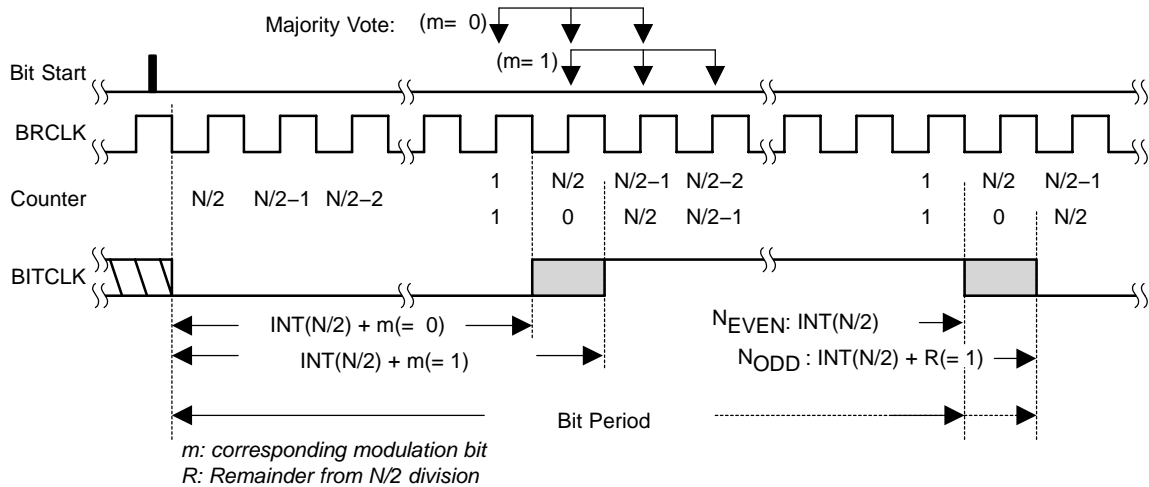 Majority Vote: (m= 0)
(m= 1)
Bit Start
BRCLK
Counter
N/2 N/2–1 N/2–2 1 N/2 N/2–1 N/2–2 1 N/2 N/2–1
1 0 N/2 N/2–1 1 0 N/2
BITCLK
INT(N/2) + m(= 0)
NEVEN: INT(N/2)
INT(N/2) + m(= 1)
NODD : INT(N/2) + R(= 1)
Bit Period
m: corresponding modulation bit
R: Remainder from N/2 division